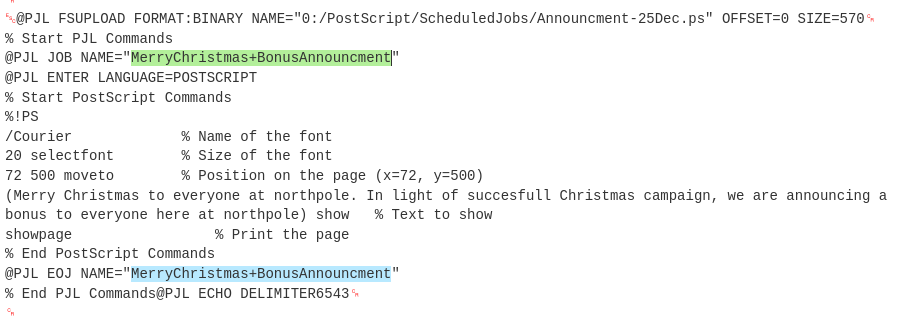 @PJL FSUPLOAD FORMAT:BINARY NAME="0:/PostScript/ScheduledJobs/Announcment-25Dec.ps" OFFSET=0 SIZE=570
% Start PJL Commands
@PJL JOB NAME="MerryChristmas+BonusAnnouncment"
@PJL ENTER LANGUAGE=POSTSCRIPT
% Start PostScript Commands
%!PS
/Courier             % Name of the font
20 selectfont        % Size of the font
72 500 moveto        % Position on the page (x=72, y=500)
(Merry Christmas to everyone at northpole. In light of succesfull Christmas campaign, we are announcing a
bonus to everyone here at northpole) show   % Text to show
showpage                 % Print the page
% End PostScript Commands
@PJL EOJ NAME="MerryChristmas+BonusAnnouncment"
% End PJL Commands@PJL ECHO DELIMITER6543